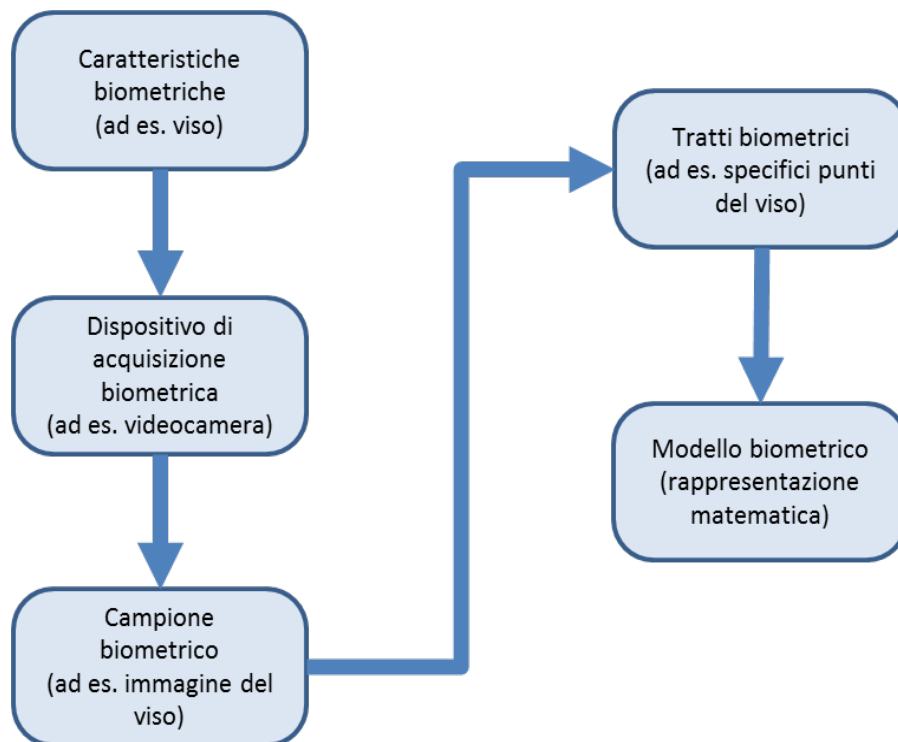 Caratteristiche
biometriche
(ad es. viso)
Dispositivo di
acquisizione
biometrica
(ad es. videocamera)
Campione
biometrico
(ad es. immagine del
viso)
Tratti biometrici
(ad es. specifici punti
del viso)
Modello biometrico
(rappresentazione
matematica)